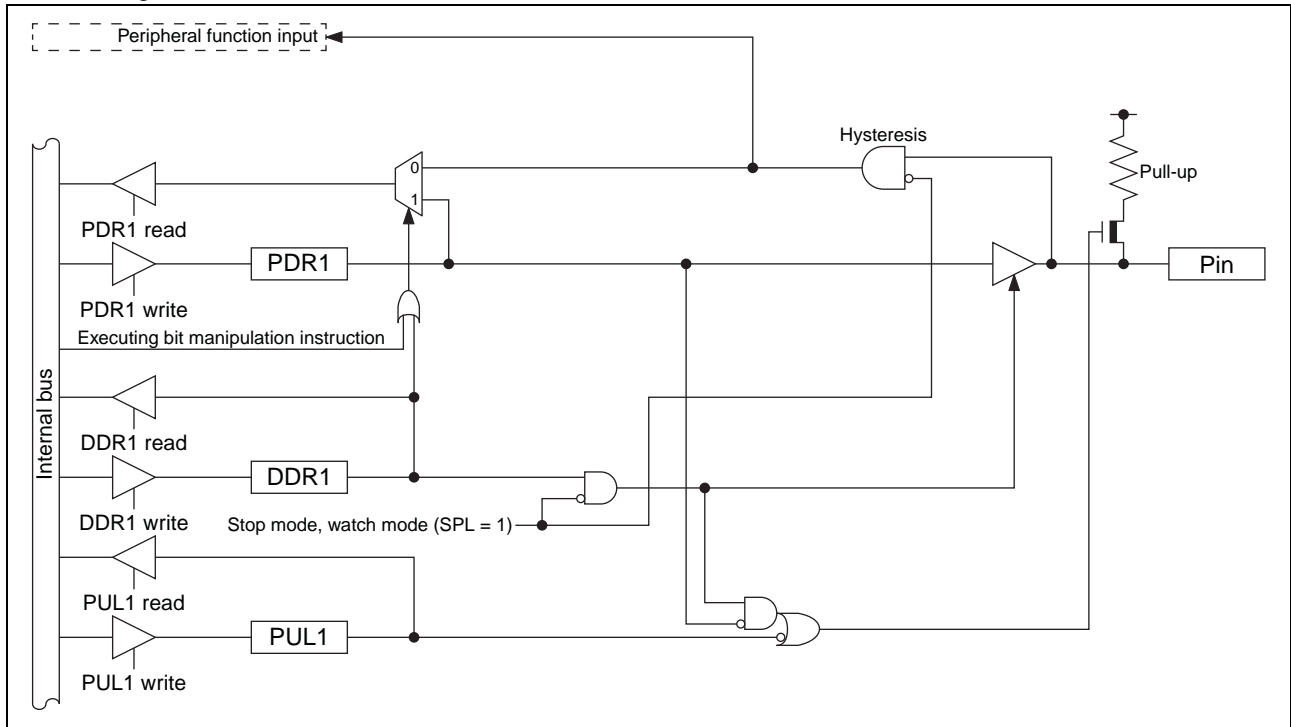 Peripheral function input
Hysteresis
0
Pull-up
1
PDR1 read
PDR1
Pin
PDR1 write
Executing bit manipulation instruction
Internal bus
DDR1 read
DDR1
Stop mode, watch mode (SPL = 1)
DDR1 write
PUL1 read
PUL1
PUL1 write